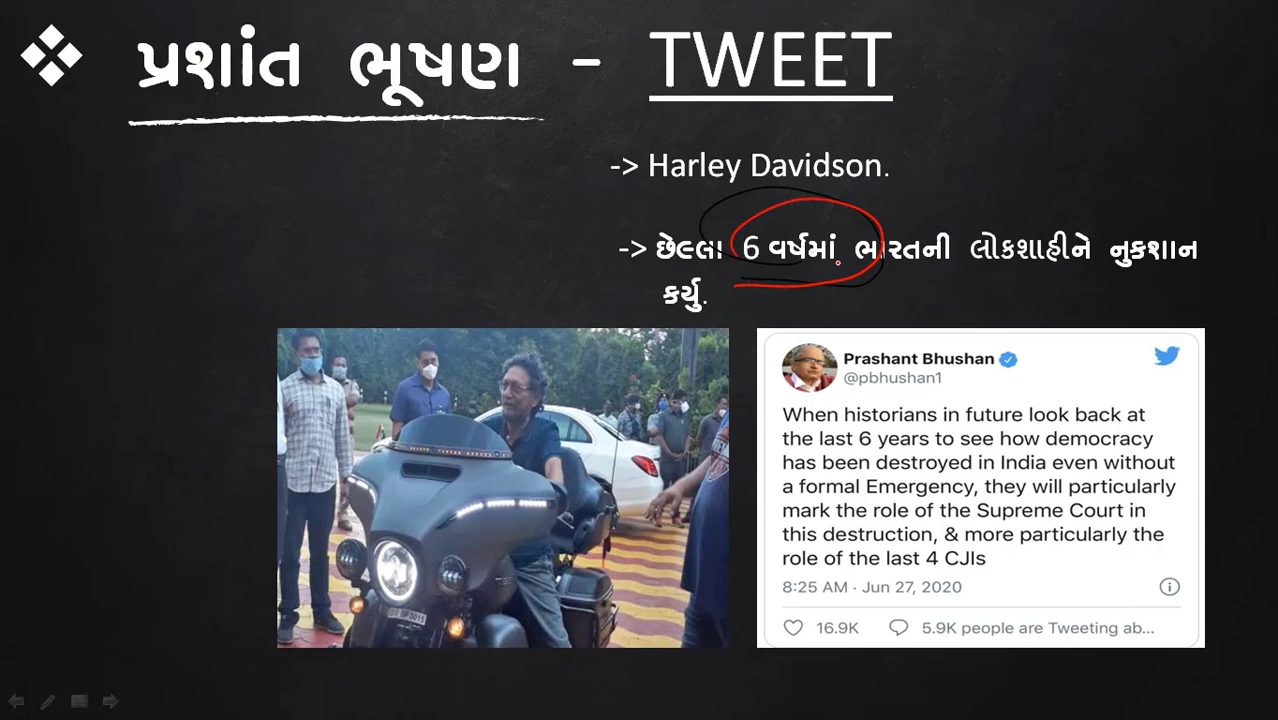 ❖ પ્રશાંત ભૂષણ - TWEET
-> Harley Davidson.
-> છેલ્લા 6 વર્ષમાં ભારતની લોકશાહીને નુકશાન
કર્યુ.
Prashant Bhushan
@pbhushan1
When historians in future look back at
the last 6 years to see how democracy
has been destroyed in India even without
a formal Emergency, they will particularly
mark the role of the Supreme Court in
this destruction, & more particularly the
role of the last 4 CJIs
8:25 AM · Jun 27, 2020
16.9K 5.9K people are Tweeting ab...